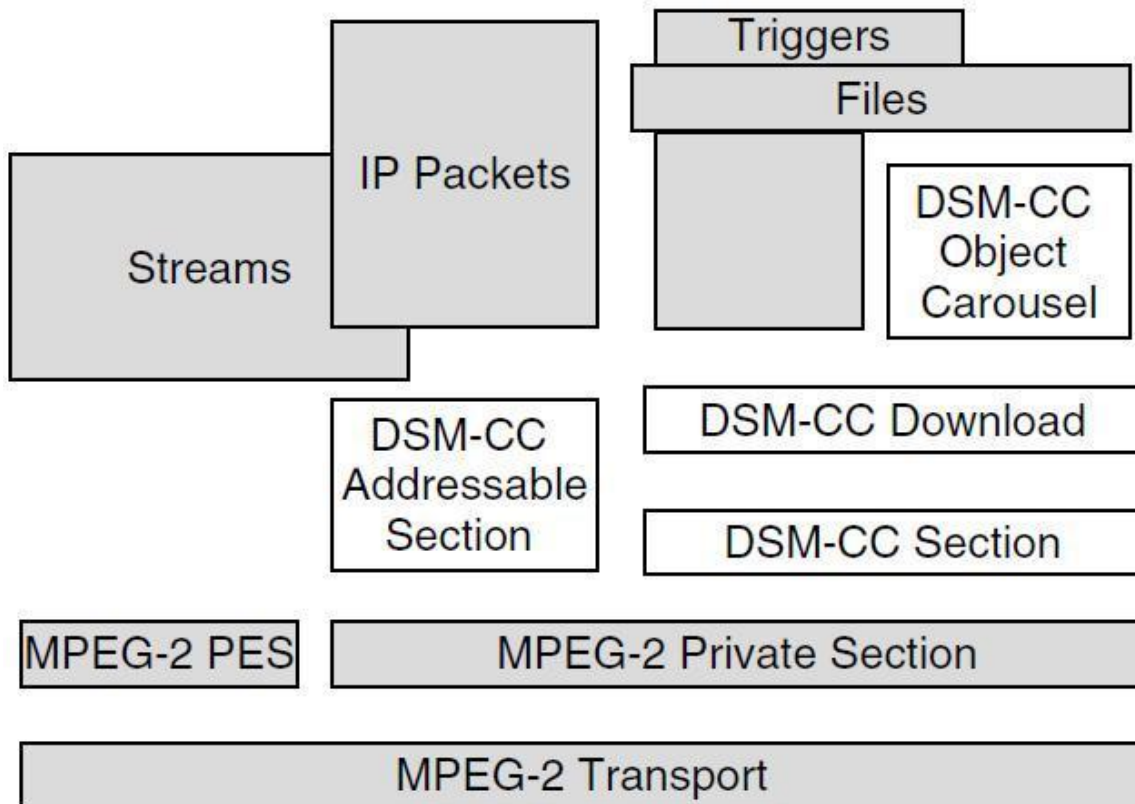 Triggers
Files
IP Packets
Streams
DSM-CC
Object
Carousel
DSM-CC Download
DSM-CC
Addressable
Section
DSM-CC Section
MPEG-2 PES
MPEG-2 Private Section
MPEG-2 Transport